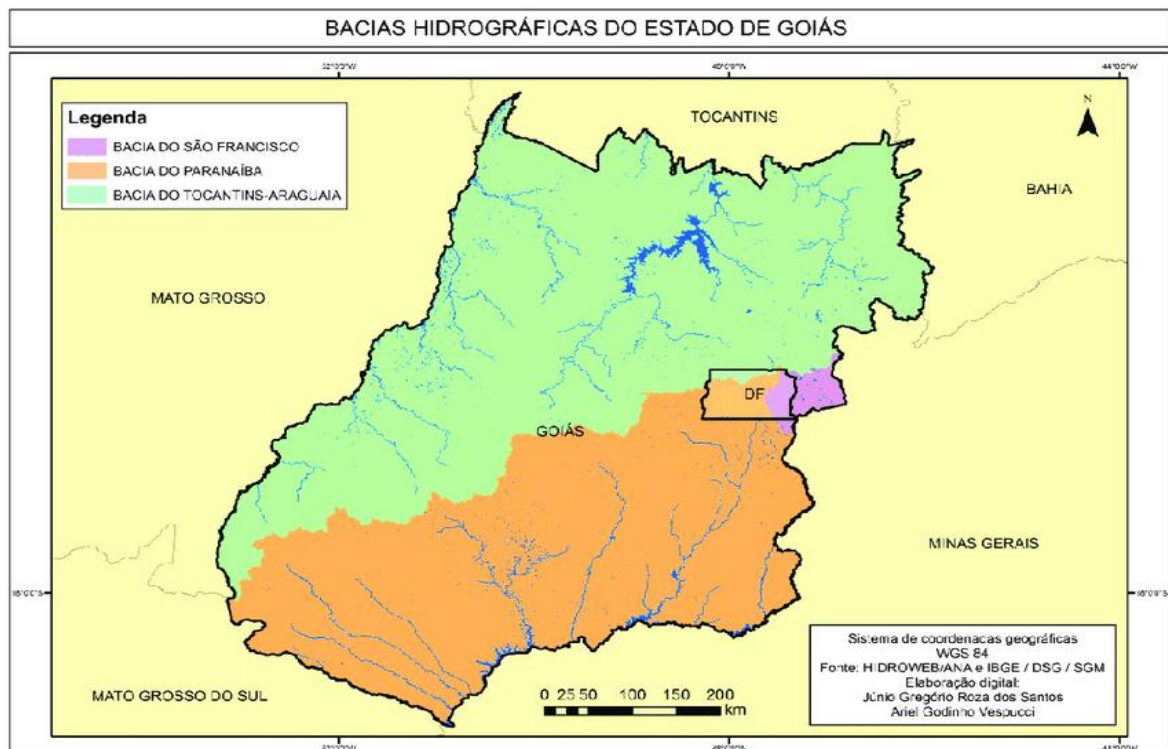 BACIAS HIDROGRÁFICAS DO ESTADO DE GOIÁS
Legenda
BACIA DO SÃO FRANCISCO
BACIA DO PARANAÍBA
BACIA DO TOCANTINS-ARAGUAIA
N
TOCANTINS
BAHIA
MATO GROSSO
DF
GOIÁS
MINAS GERAIS
MATO GROSSO DO SUL
0 25 50 100 150 200
km
Sistema de coordenacas geográficas
WGS 84
Fonte: HIDROWEB/ANA e IBGE / DSG / SGM
Elaboração digital:
Júnio Gregório Roza dos Santos
Ariel Godinho Vespucci